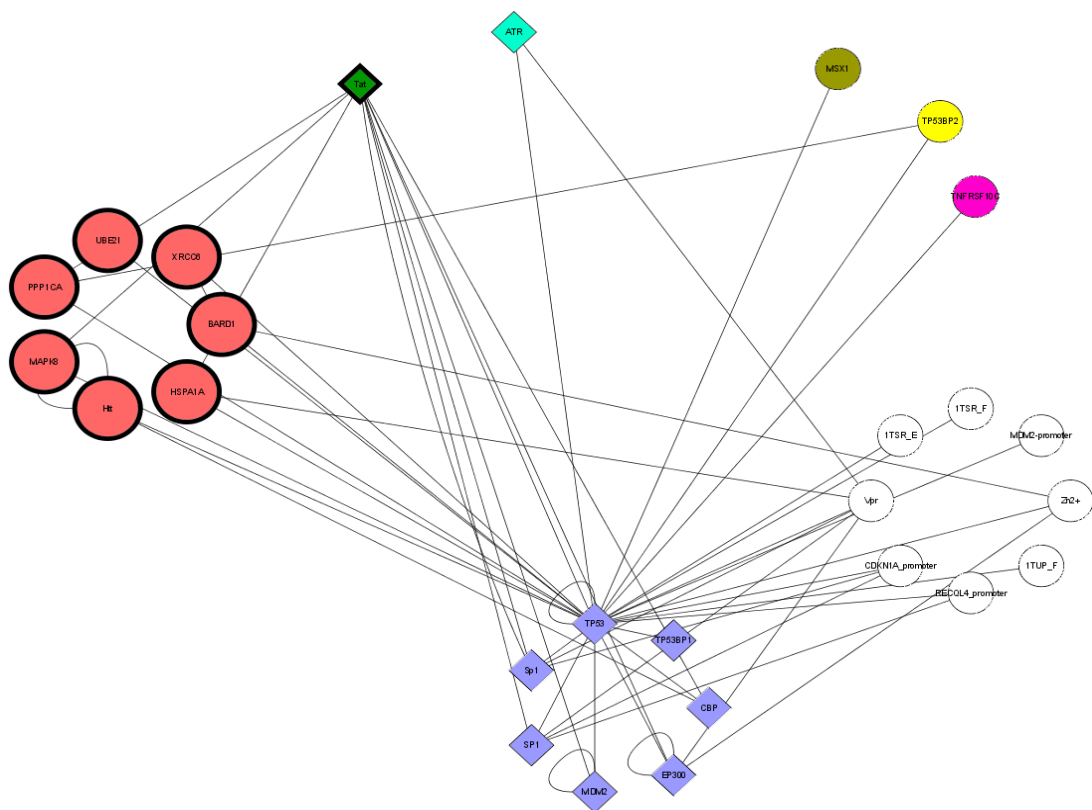 ATR
MSX1
Tat
TP53BP2
TNFRSF10C
UBE2I
XRCC6
PPP1CA
BARD1
MAPK8
HSPA1A
Htt
1TSR_F
1TSR_E
MDM2-promoter
Vpr
Zn2+
CDKN1A_promoter
1TUP_F
RECQL4_promoter
TP53
TP53BP1
Sp1
CBP
SP1
EP300
MDM2